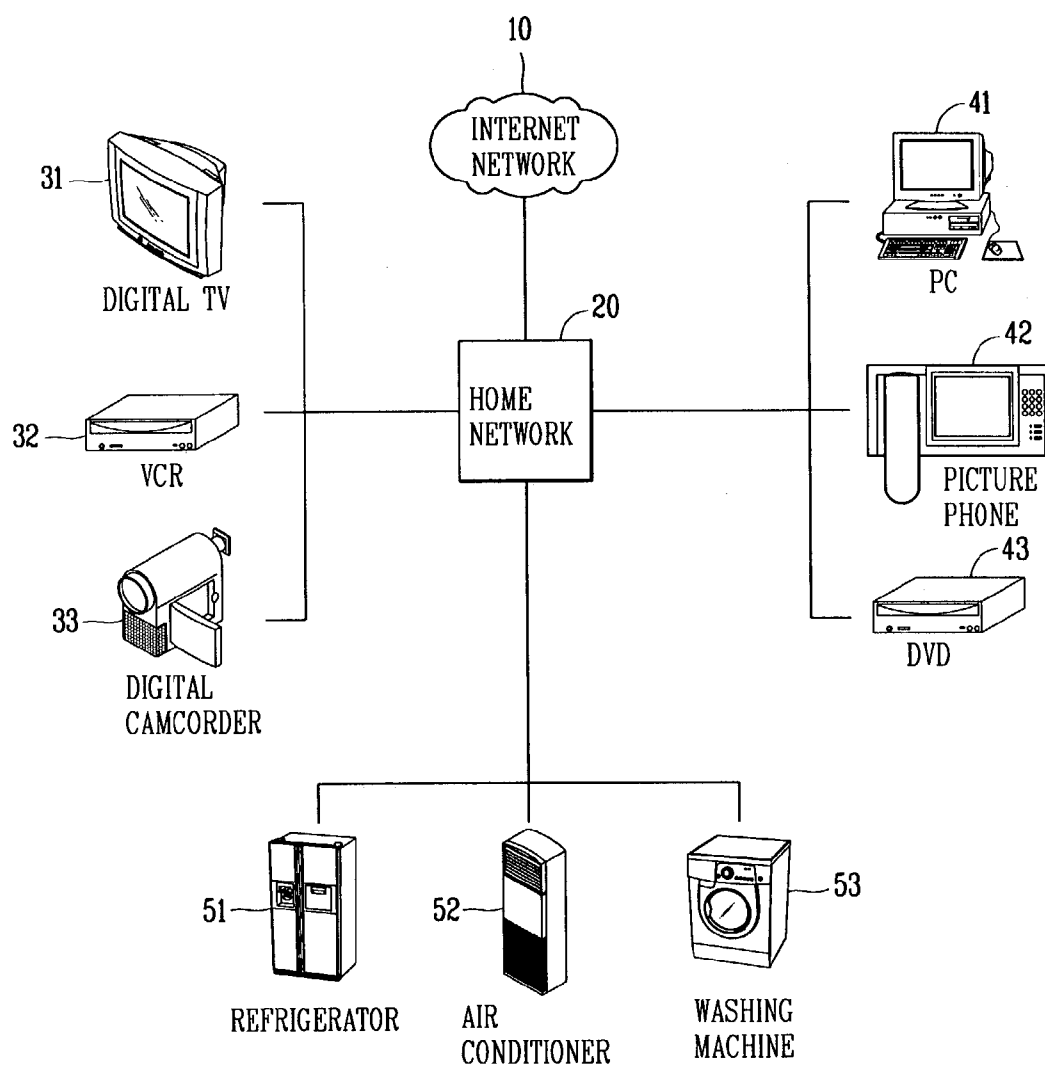 10
INTERNET
NETWORK
31
DIGITAL TV
41
PC
20
HOME
NETWORK
32
VCR
42
PICTURE
PHONE
33
DIGITAL
CAMCORDER
43
DVD
51
REFRIGERATOR
52
AIR
CONDITIONER
53
WASHING
MACHINE